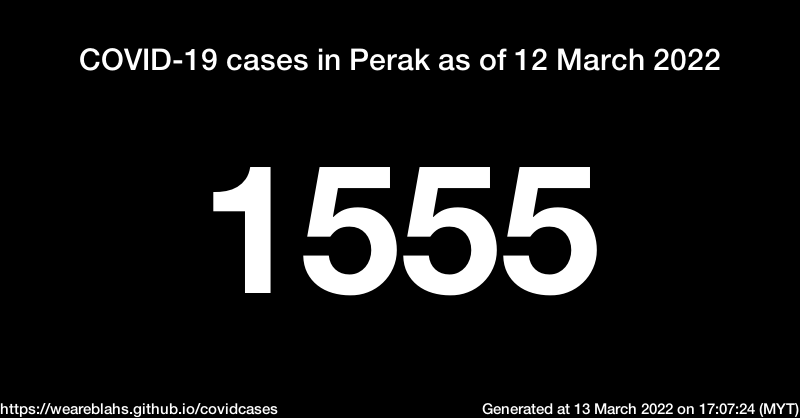 COVID-19 cases in Perak as of 12 March 2022
1555
https://weareblahs.github.io/covidcases
Generated at 13 March 2022 on 17:07:24 (MYT)